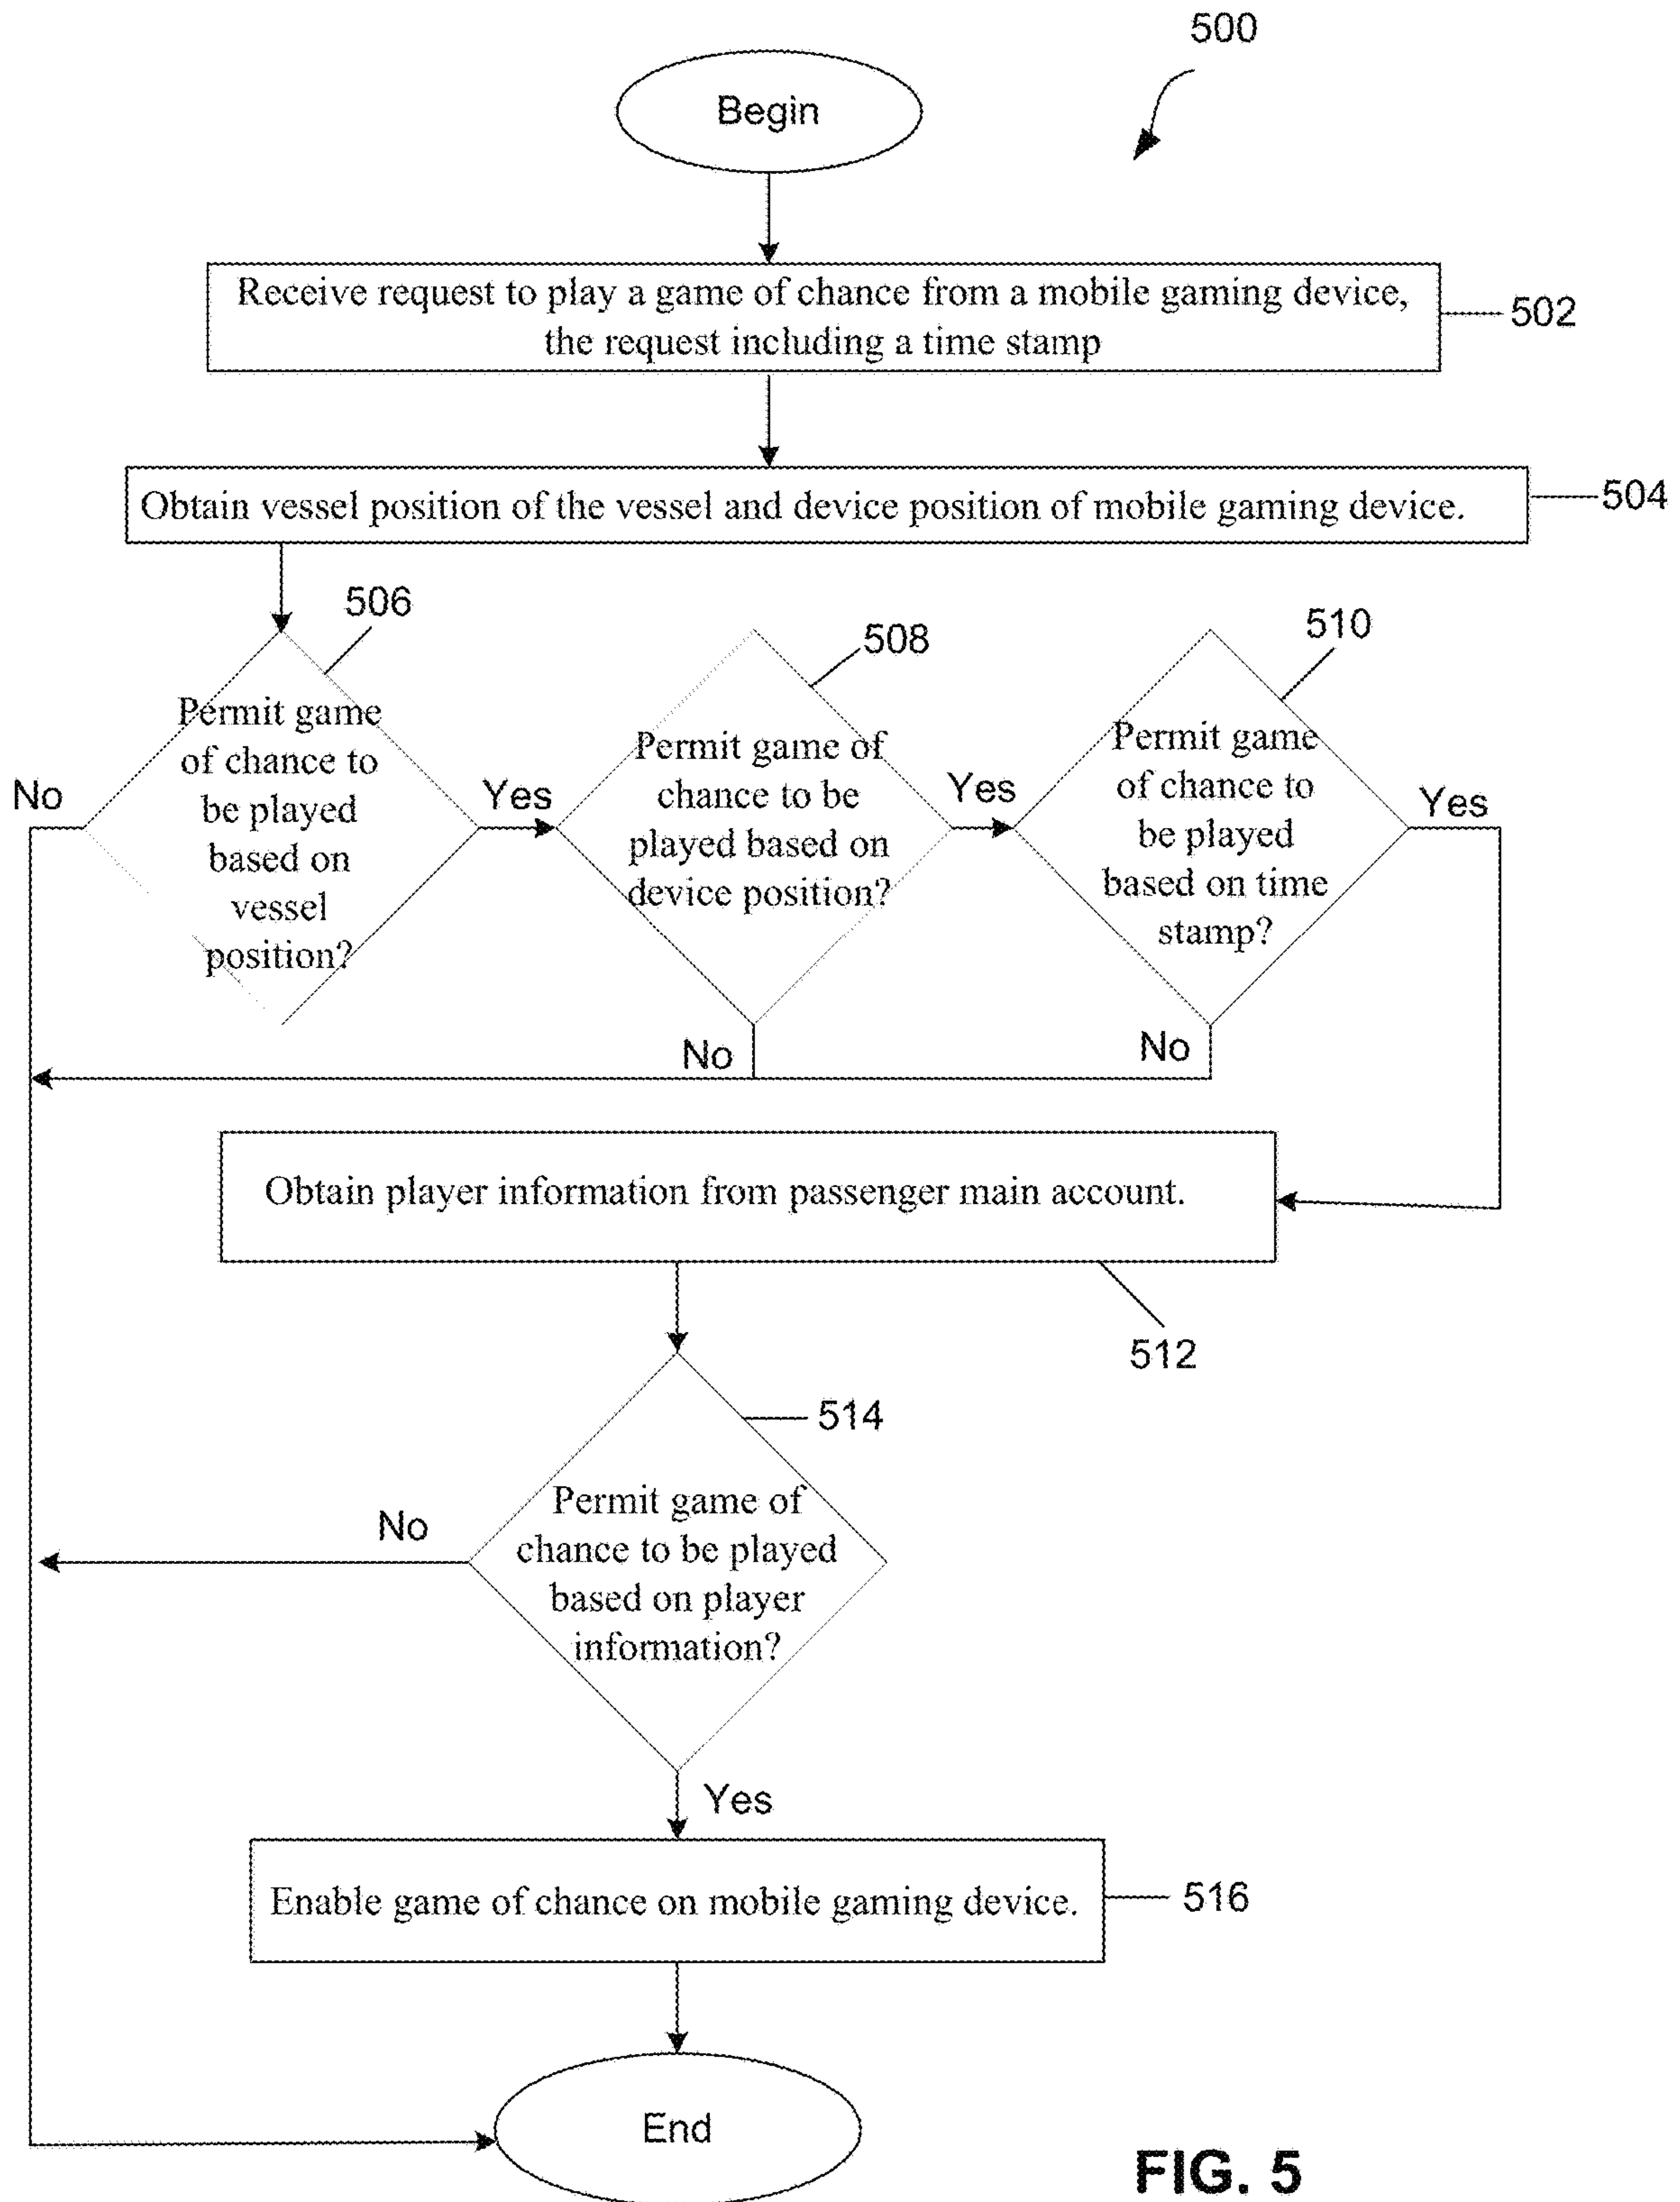 500
Begin
Receive request to play a game of chance from a mobile gaming device,
the request including a time stamp
502
Obtain vessel position of the vessel and device position of mobile gaming device.
504
506
Permit game
of chance to
be played
based on
vessel
position?
No
Yes
508
Permit game of
chance to be
played based on
device position?
No
Yes
510
Permit game
of chance to
be played
based on time
stamp?
No
Yes
Obtain player information from passenger main account.
512
514
Permit game of
chance to be played
based on player
information?
No
Yes
Enable game of chance on mobile gaming device.
516
End
FIG. 5